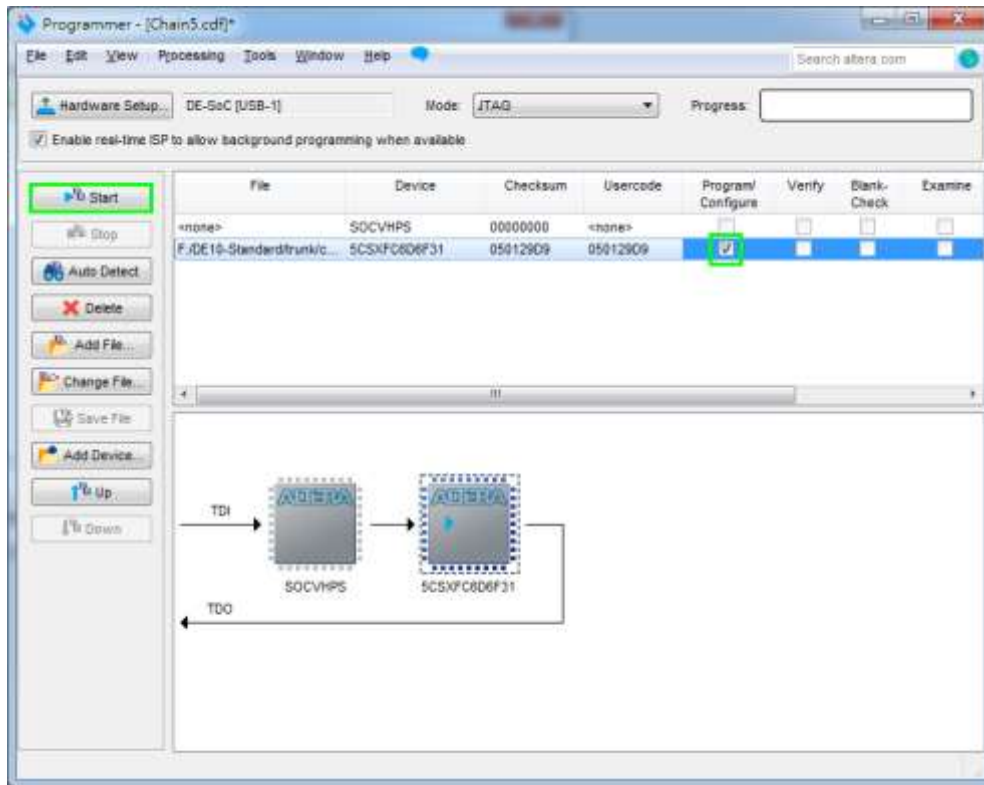 Programmer - [Chain5.cdf]*
File Edit View Processing Tools Window Help
Search altera.com
Hardware Setup... DE-SoC [USB-1] Mode: JTAG Progress:
Enable real-time ISP to allow background programming when available
Start
Stop
Auto Detect
Delete
Add File...
Change File...
Save File
Add Device...
Up
Down
File Device Checksum Usercode Program/Configure Verify Blank-Check Examine
<none> SOCVHPS 00000000 <none>
F:/DE10-Standard/trunk/c... 5CSXFC6D6F31 050129D9 050129D9
TDI
ALTERA ALTERA
SOCVHPS 5CSXFC6D6F31
TDO